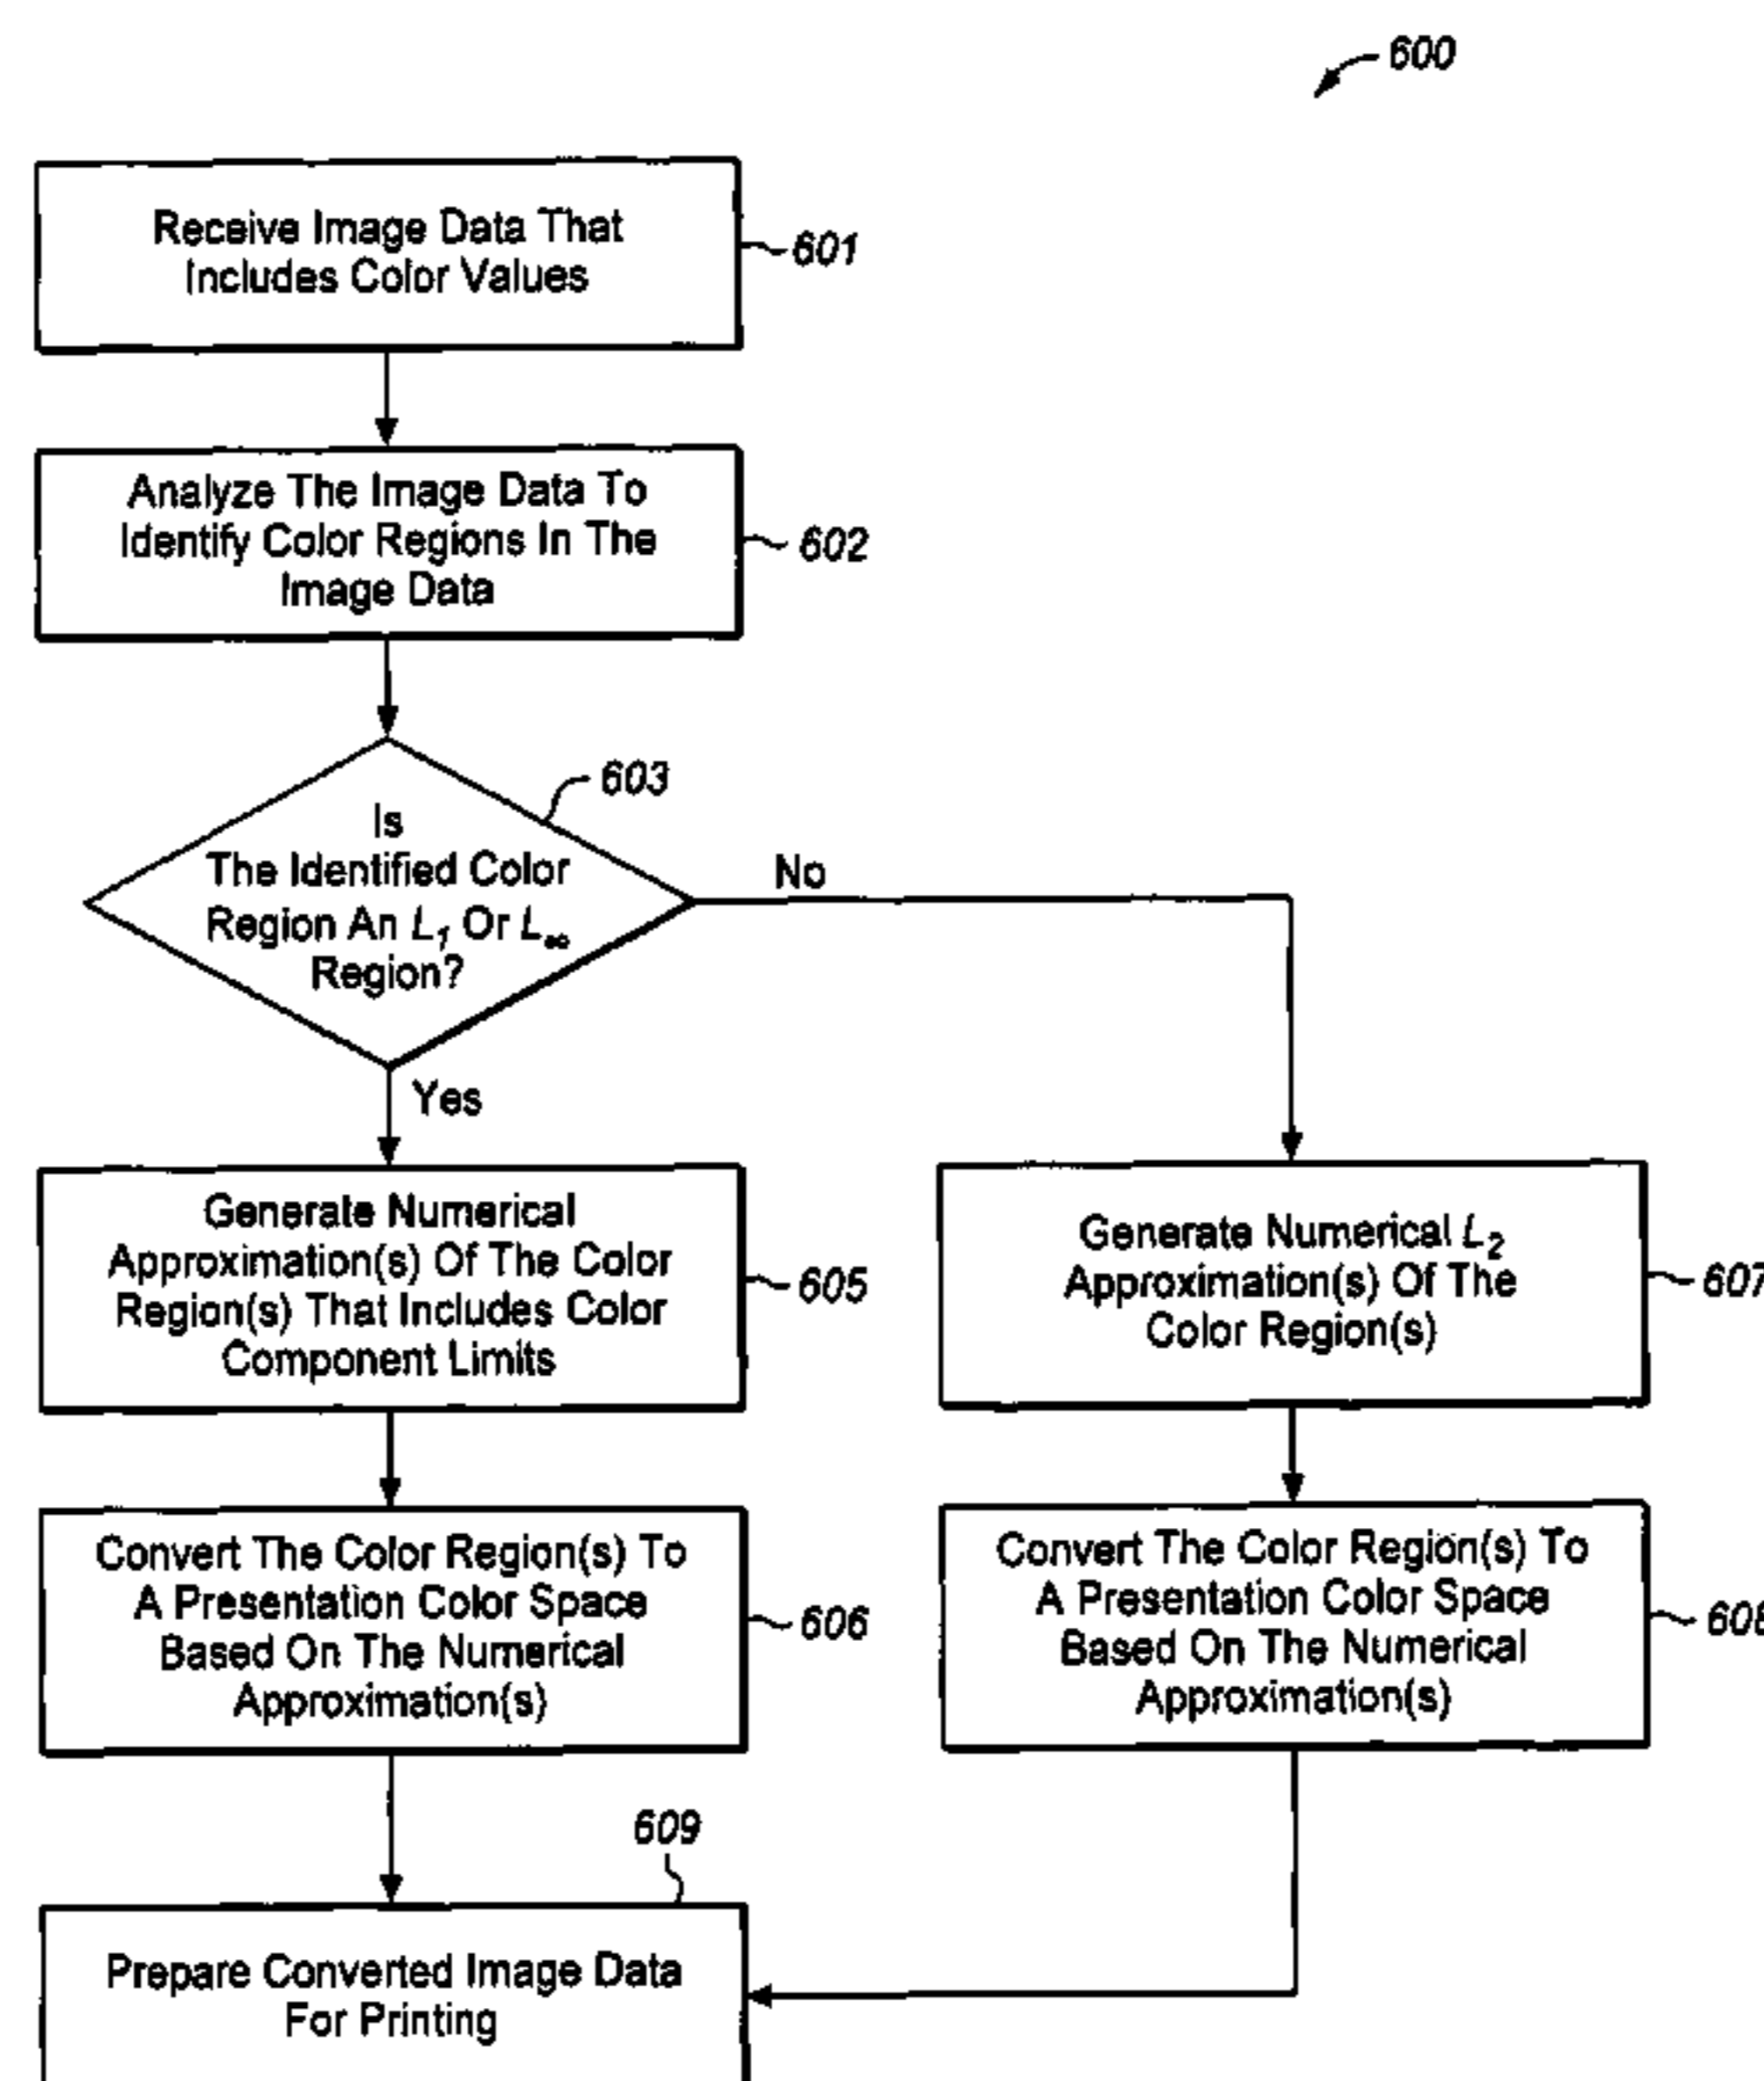 600
Receive Image Data That
Includes Color Values
601
Analyze The Image Data To
Identify Color Regions In The
Image Data
602
603
Is
The Identified Color
Region An L₁ Or L∞
Region?
No
Yes
Generate Numerical
Approximation(s) Of The Color
Region(s) That Includes Color
Component Limits
605
Generate Numerical L₂
Approximation(s) Of The
Color Region(s)
607
Convert The Color Region(s) To
A Presentation Color Space
Based On The Numerical
Approximation(s)
606
Convert The Color Region(s) To
A Presentation Color Space
Based On The Numerical
Approximation(s)
608
609
Prepare Converted Image Data
For Printing